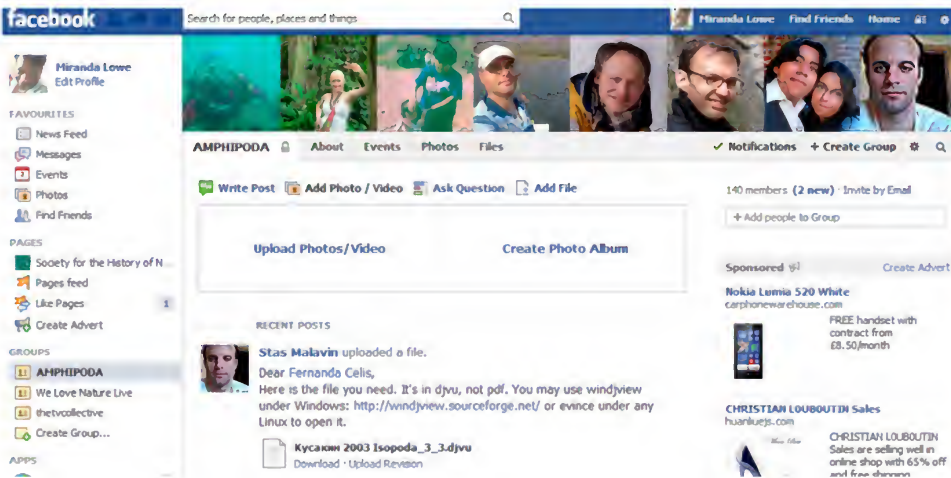 facebook
Search for people, places and things
Miranda Lowe Find Friends Home
Miranda Lowe
Edit Profile
FAVOURITES
News Feed
Messages
Events
Photos
Find Friends
PAGES
Society for the History of N...
Pages feed
Like Pages 1
Create Advert
GROUPS
AMPHIPODA
We Love Nature Live
thetvcollective
Create Group...
APPS
AMPHIPODA About Events Photos Files
✓ Notifications + Create Group
Write Post Add Photo / Video Ask Question Add File
Upload Photos/Video Create Photo Album
RECENT POSTS
Stas Malavin uploaded a file.
Dear Fernanda Celis,
Here is the file you need. It's in djvu, not pdf. You may use windjview
under Windows: http://windjview.sourceforge.net/ or evince under any
Linux to open it.
Кусакин 2003 Isopoda_3_3.djvu
Download · Upload Revision
140 members (2 new) · Invite by Email
+ Add people to Group
Sponsored Create Advert
Nokia Lumia 520 White
carphonewarehouse.com
FREE handset with
contract from
£8.50/month
CHRISTIAN LOUBOUTIN Sales
huanluejs.com
CHRISTIAN LOUBOUTIN
Sales are selling well in
online shop with 65% off
and free shipping